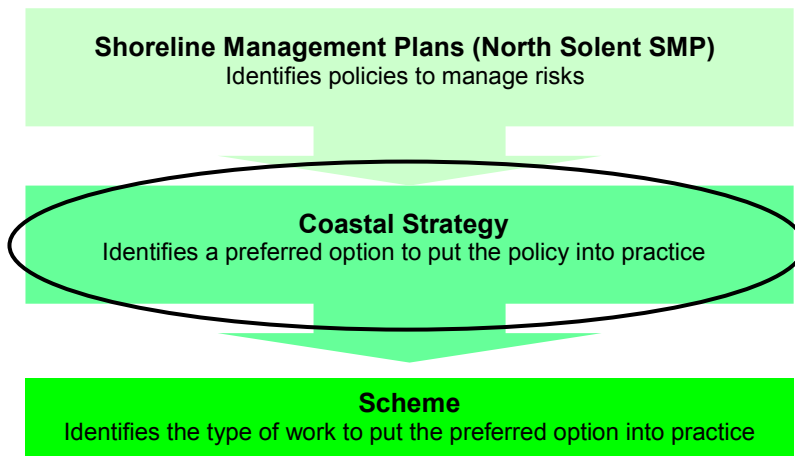 Shoreline Management Plans (North Solent SMP)
Identifies policies to manage risks
Coastal Strategy
Identifies a preferred option to put the policy into practice
Scheme
Identifies the type of work to put the preferred option into practice